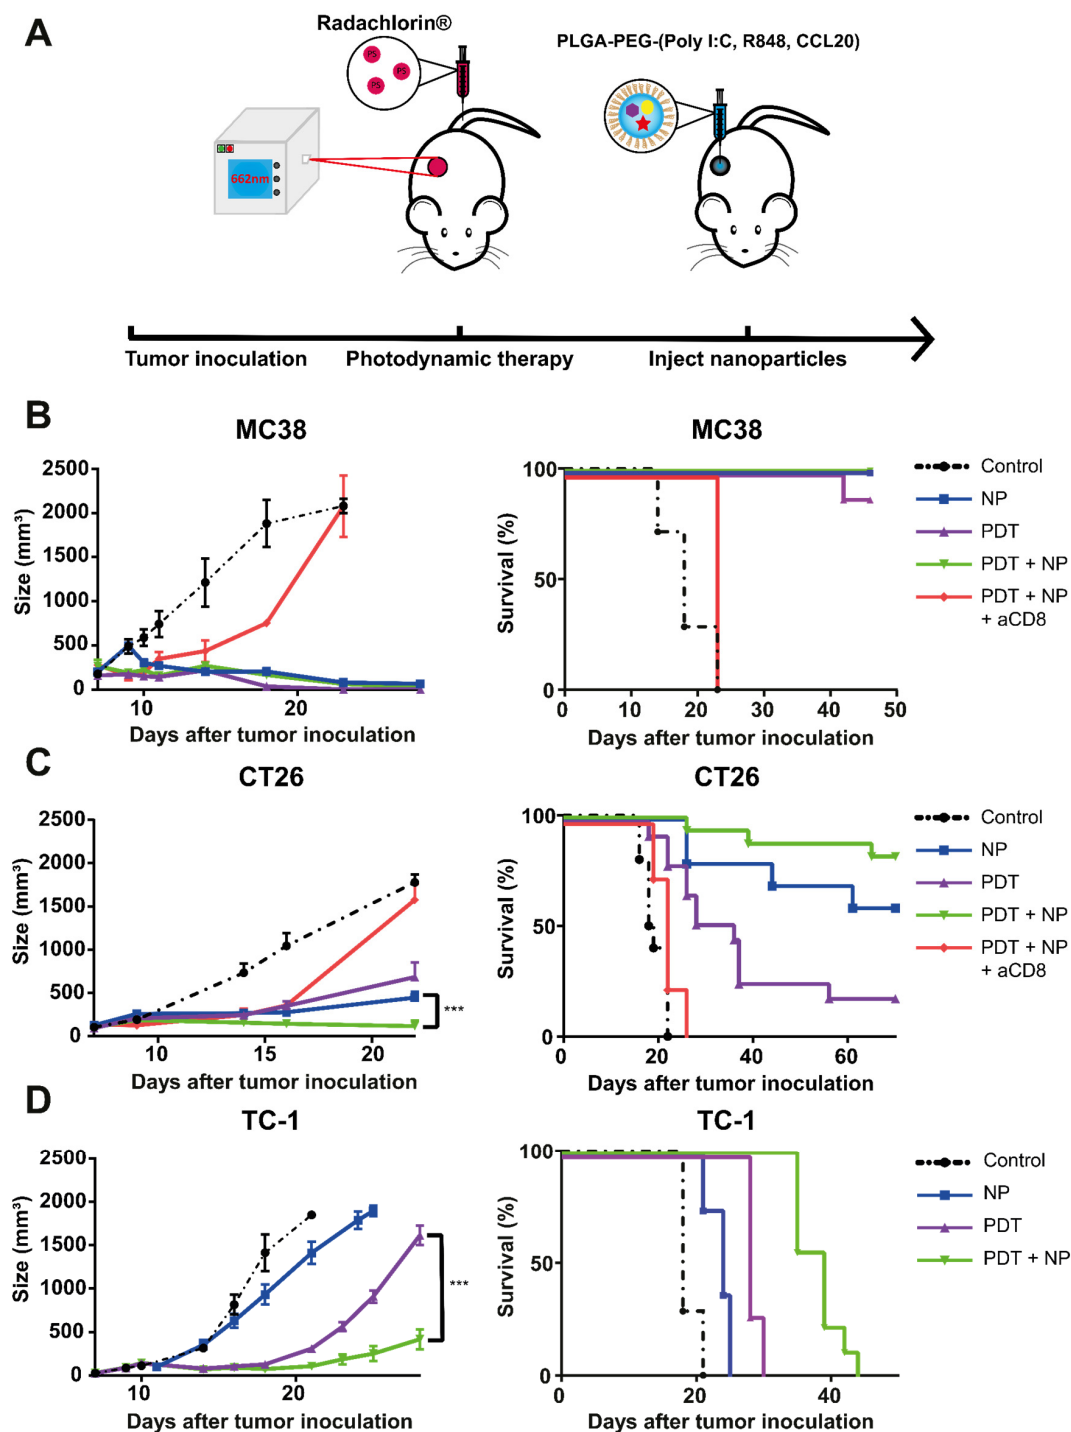 A
Radachlorin®
PS
PS
PS
PLGA-PEG-(Poly I:C, R848, CCL20)
662nm
Tumor inoculation
Photodynamic therapy
Inject nanoparticles
B
MC38
Size (mm³)
2500
2000
1500
1000
500
0
10
20
Days after tumor inoculation
MC38
Survival (%)
100
50
0
0
10
20
30
40
50
Days after tumor inoculation
Control
NP
PDT
PDT + NP
PDT + NP
+ aCD8
C
CT26
Size (mm³)
2500
2000
1500
1000
500
0
10
15
20
***
Days after tumor inoculation
CT26
Survival (%)
100
50
0
0
20
40
60
Days after tumor inoculation
Control
NP
PDT
PDT + NP
PDT + NP
+ aCD8
D
TC-1
Size (mm³)
2500
2000
1500
1000
500
0
10
20
***
Days after tumor inoculation
TC-1
Survival (%)
100
50
0
0
20
40
Days after tumor inoculation
Control
NP
PDT
PDT + NP